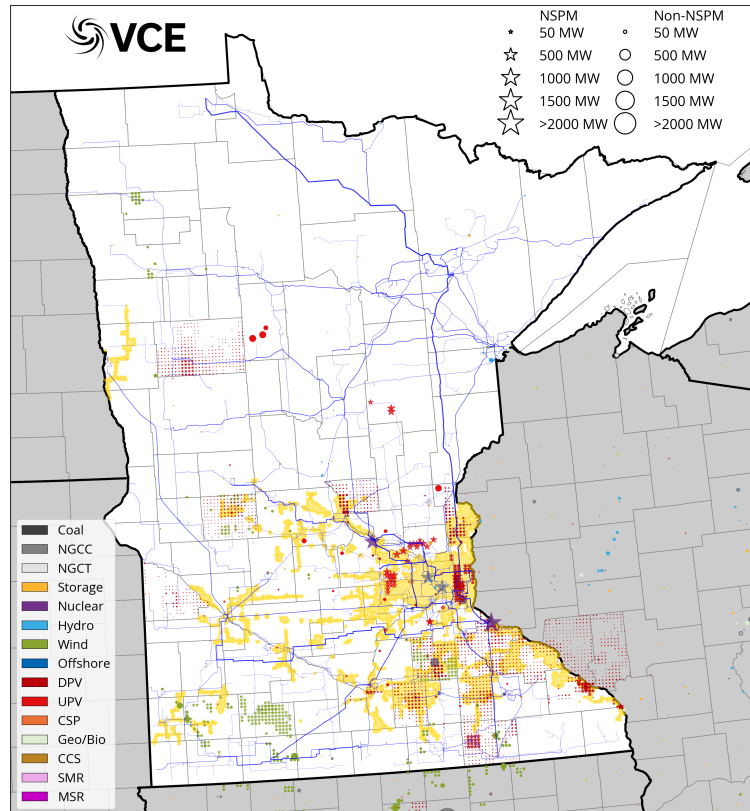 VCE
NSPM Non-NSPM
50 MW 50 MW
500 MW 500 MW
1000 MW 1000 MW
1500 MW 1500 MW
>2000 MW >2000 MW
Coal
NGCC
NGCT
Storage
Nuclear
Hydro
Wind
Offshore
DPV
UPV
CSP
Geo/Bio
CCS
SMR
MSR